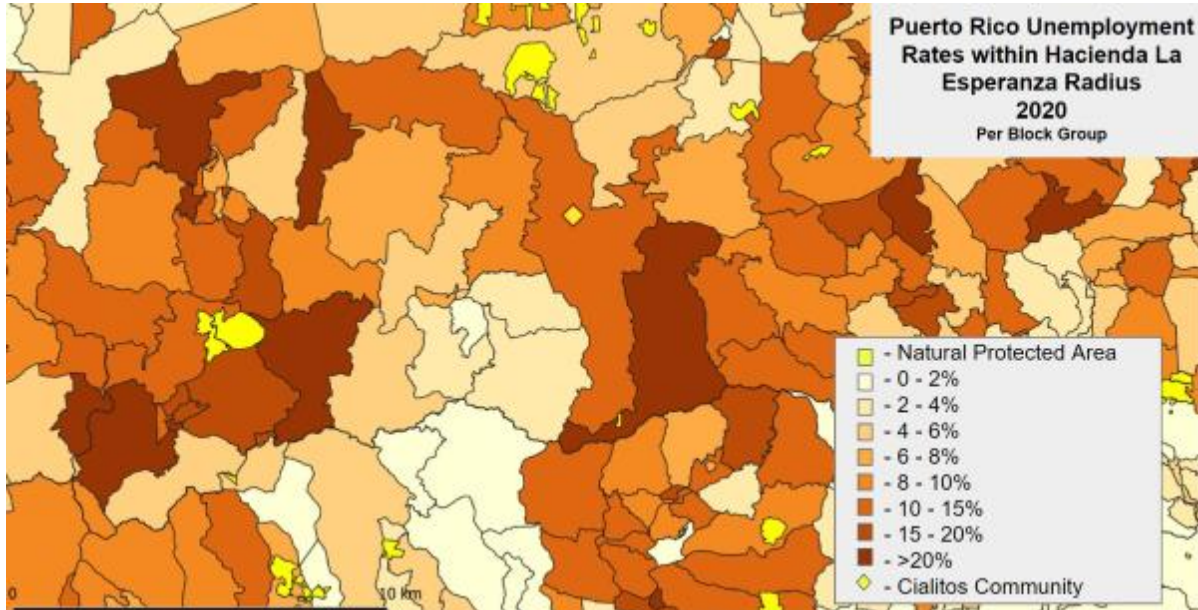 Puerto Rico Unemployment
Rates within Hacienda La
Esperanza Radius
2020
Per Block Group
- Natural Protected Area
- 0 - 2%
- 2 - 4%
- 4 - 6%
- 6 - 8%
- 8 - 10%
- 10 - 15%
- 15 - 20%
- >20%
- Cialitos Community
0
10 km